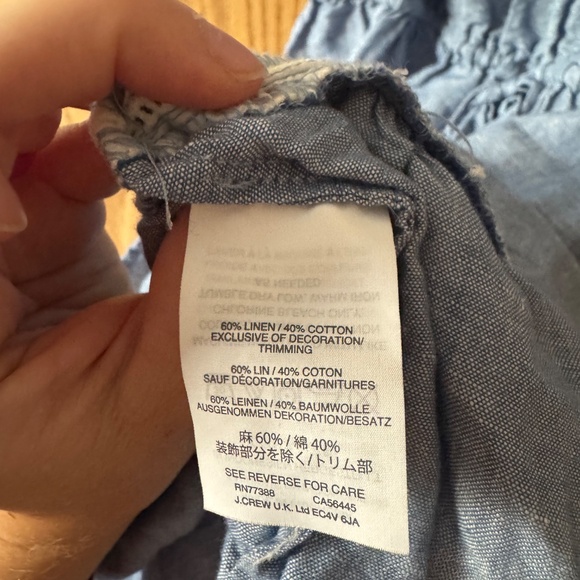 60% LINEN / 40% COTTON
EXCLUSIVE OF DECORATION/
TRIMMING
60% LIN / 40% COTON
SAUF DÉCORATION/GARNITURES
60% LEINEN / 40% BAUMWOLLE
AUSGENOMMEN DEKORATION/BESATZ
麻 60% / 綿 40%
装飾部分を除く/トリム部
SEE REVERSE FOR CARE
RN77388 CA56445
J.CREW U.K. Ltd EC4V 6JA